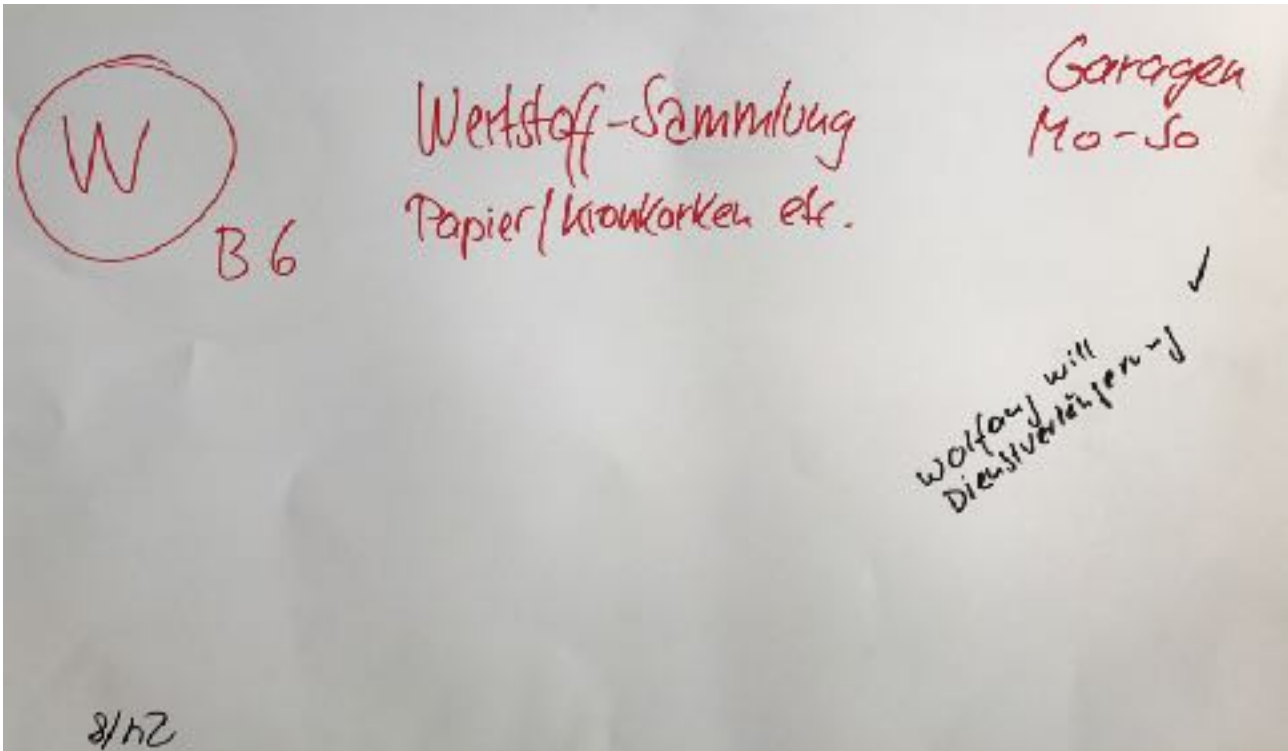 W
B6
Wertstoff-Sammlung
Papier/Kronkorken etc.
Garagen
Mo-So
✓
Wolfang will
Dienstverlängerung
24/8